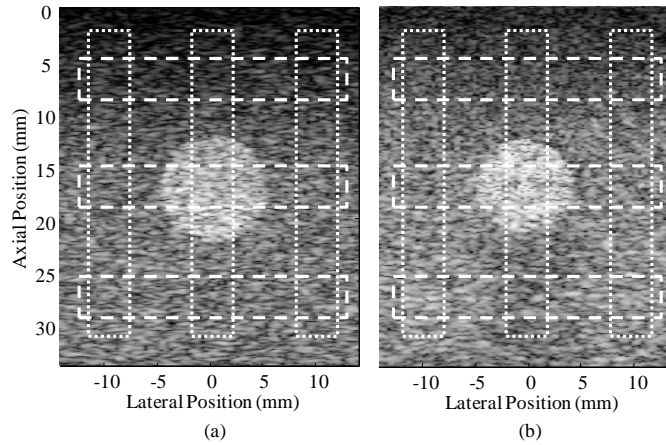 0
5
10
15
20
25
30
Axial Position (mm)
-10 -5 0 5 10
Lateral Position (mm)
(a)
-10 -5 0 5 10
Lateral Position (mm)
(b)